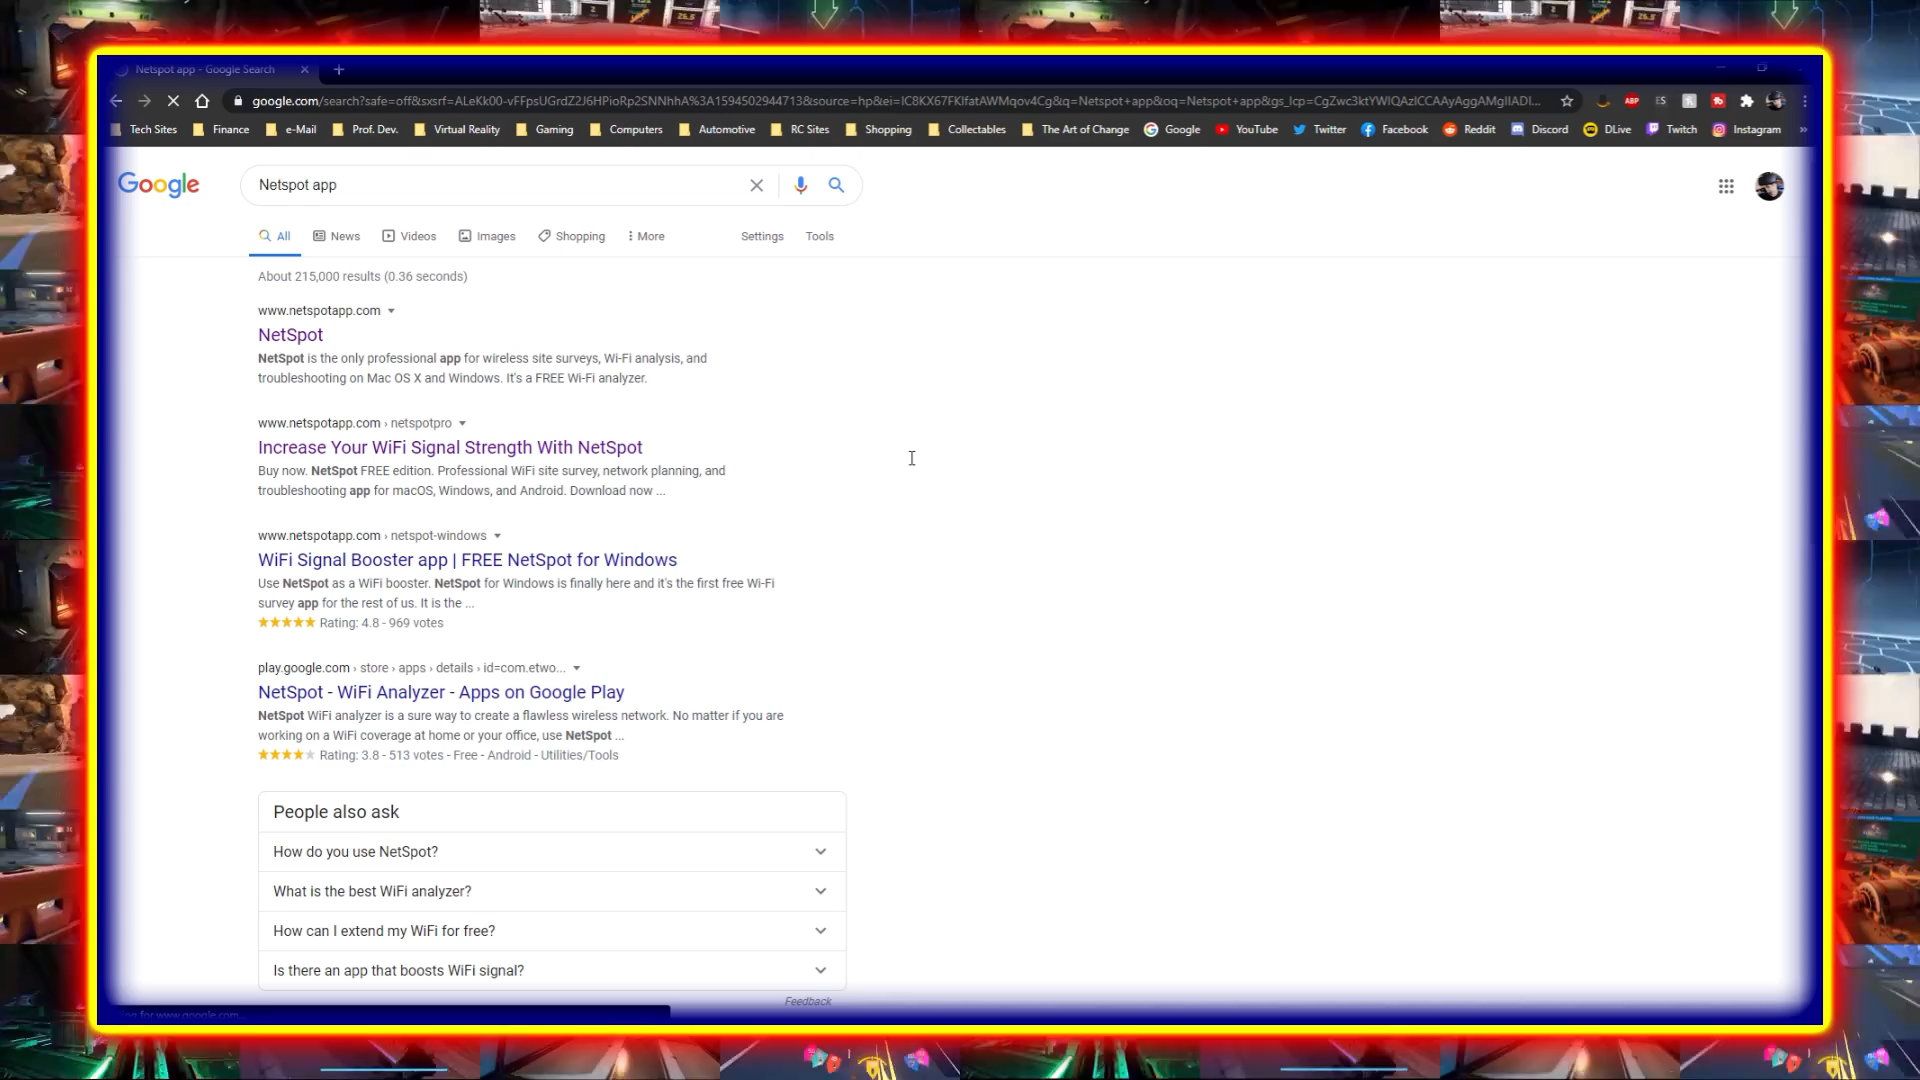 Netspot app - Google Search
google.com/search?safe=off&sxsrf=ALeKk00-vFFpsUGrdZ2J6HPioRp2SNNhhA%3A1594502944713&source=hp&ei=IC8KX67FKIfatAWMqov4Cg&q=Netspot+app&oq=Netspot+app&gs_lcp=CgZwc3ktYWIQAzICCAAyAggAMgIIADI...
Tech Sites Finance e-Mail Prof. Dev. Virtual Reality Gaming Computers Automotive RC Sites Shopping Collectables The Art of Change Google YouTube Twitter Facebook Reddit Discord DLive Twitch Instagram »
Google
Netspot app
All News Videos Images Shopping More Settings Tools
About 215,000 results (0.36 seconds)
www.netspotapp.com
NetSpot
NetSpot is the only professional app for wireless site surveys, Wi-Fi analysis, and
troubleshooting on Mac OS X and Windows. It's a FREE Wi-Fi analyzer.
www.netspotapp.com › netspotpro
Increase Your WiFi Signal Strength With NetSpot
Buy now. NetSpot FREE edition. Professional WiFi site survey, network planning, and
troubleshooting app for macOS, Windows, and Android. Download now ...
www.netspotapp.com › netspot-windows
WiFi Signal Booster app | FREE NetSpot for Windows
Use NetSpot as a WiFi booster. NetSpot for Windows is finally here and it's the first free Wi-Fi
survey app for the rest of us. It is the ...
Rating: 4.8 - 969 votes
play.google.com › store › apps › details › id=com.etwo...
NetSpot - WiFi Analyzer - Apps on Google Play
NetSpot WiFi analyzer is a sure way to create a flawless wireless network. No matter if you are
working on a WiFi coverage at home or your office, use NetSpot ...
Rating: 3.8 - 513 votes - Free - Android - Utilities/Tools
People also ask
How do you use NetSpot?
What is the best WiFi analyzer?
How can I extend my WiFi for free?
Is there an app that boosts WiFi signal?
Feedback
for www.google.com...